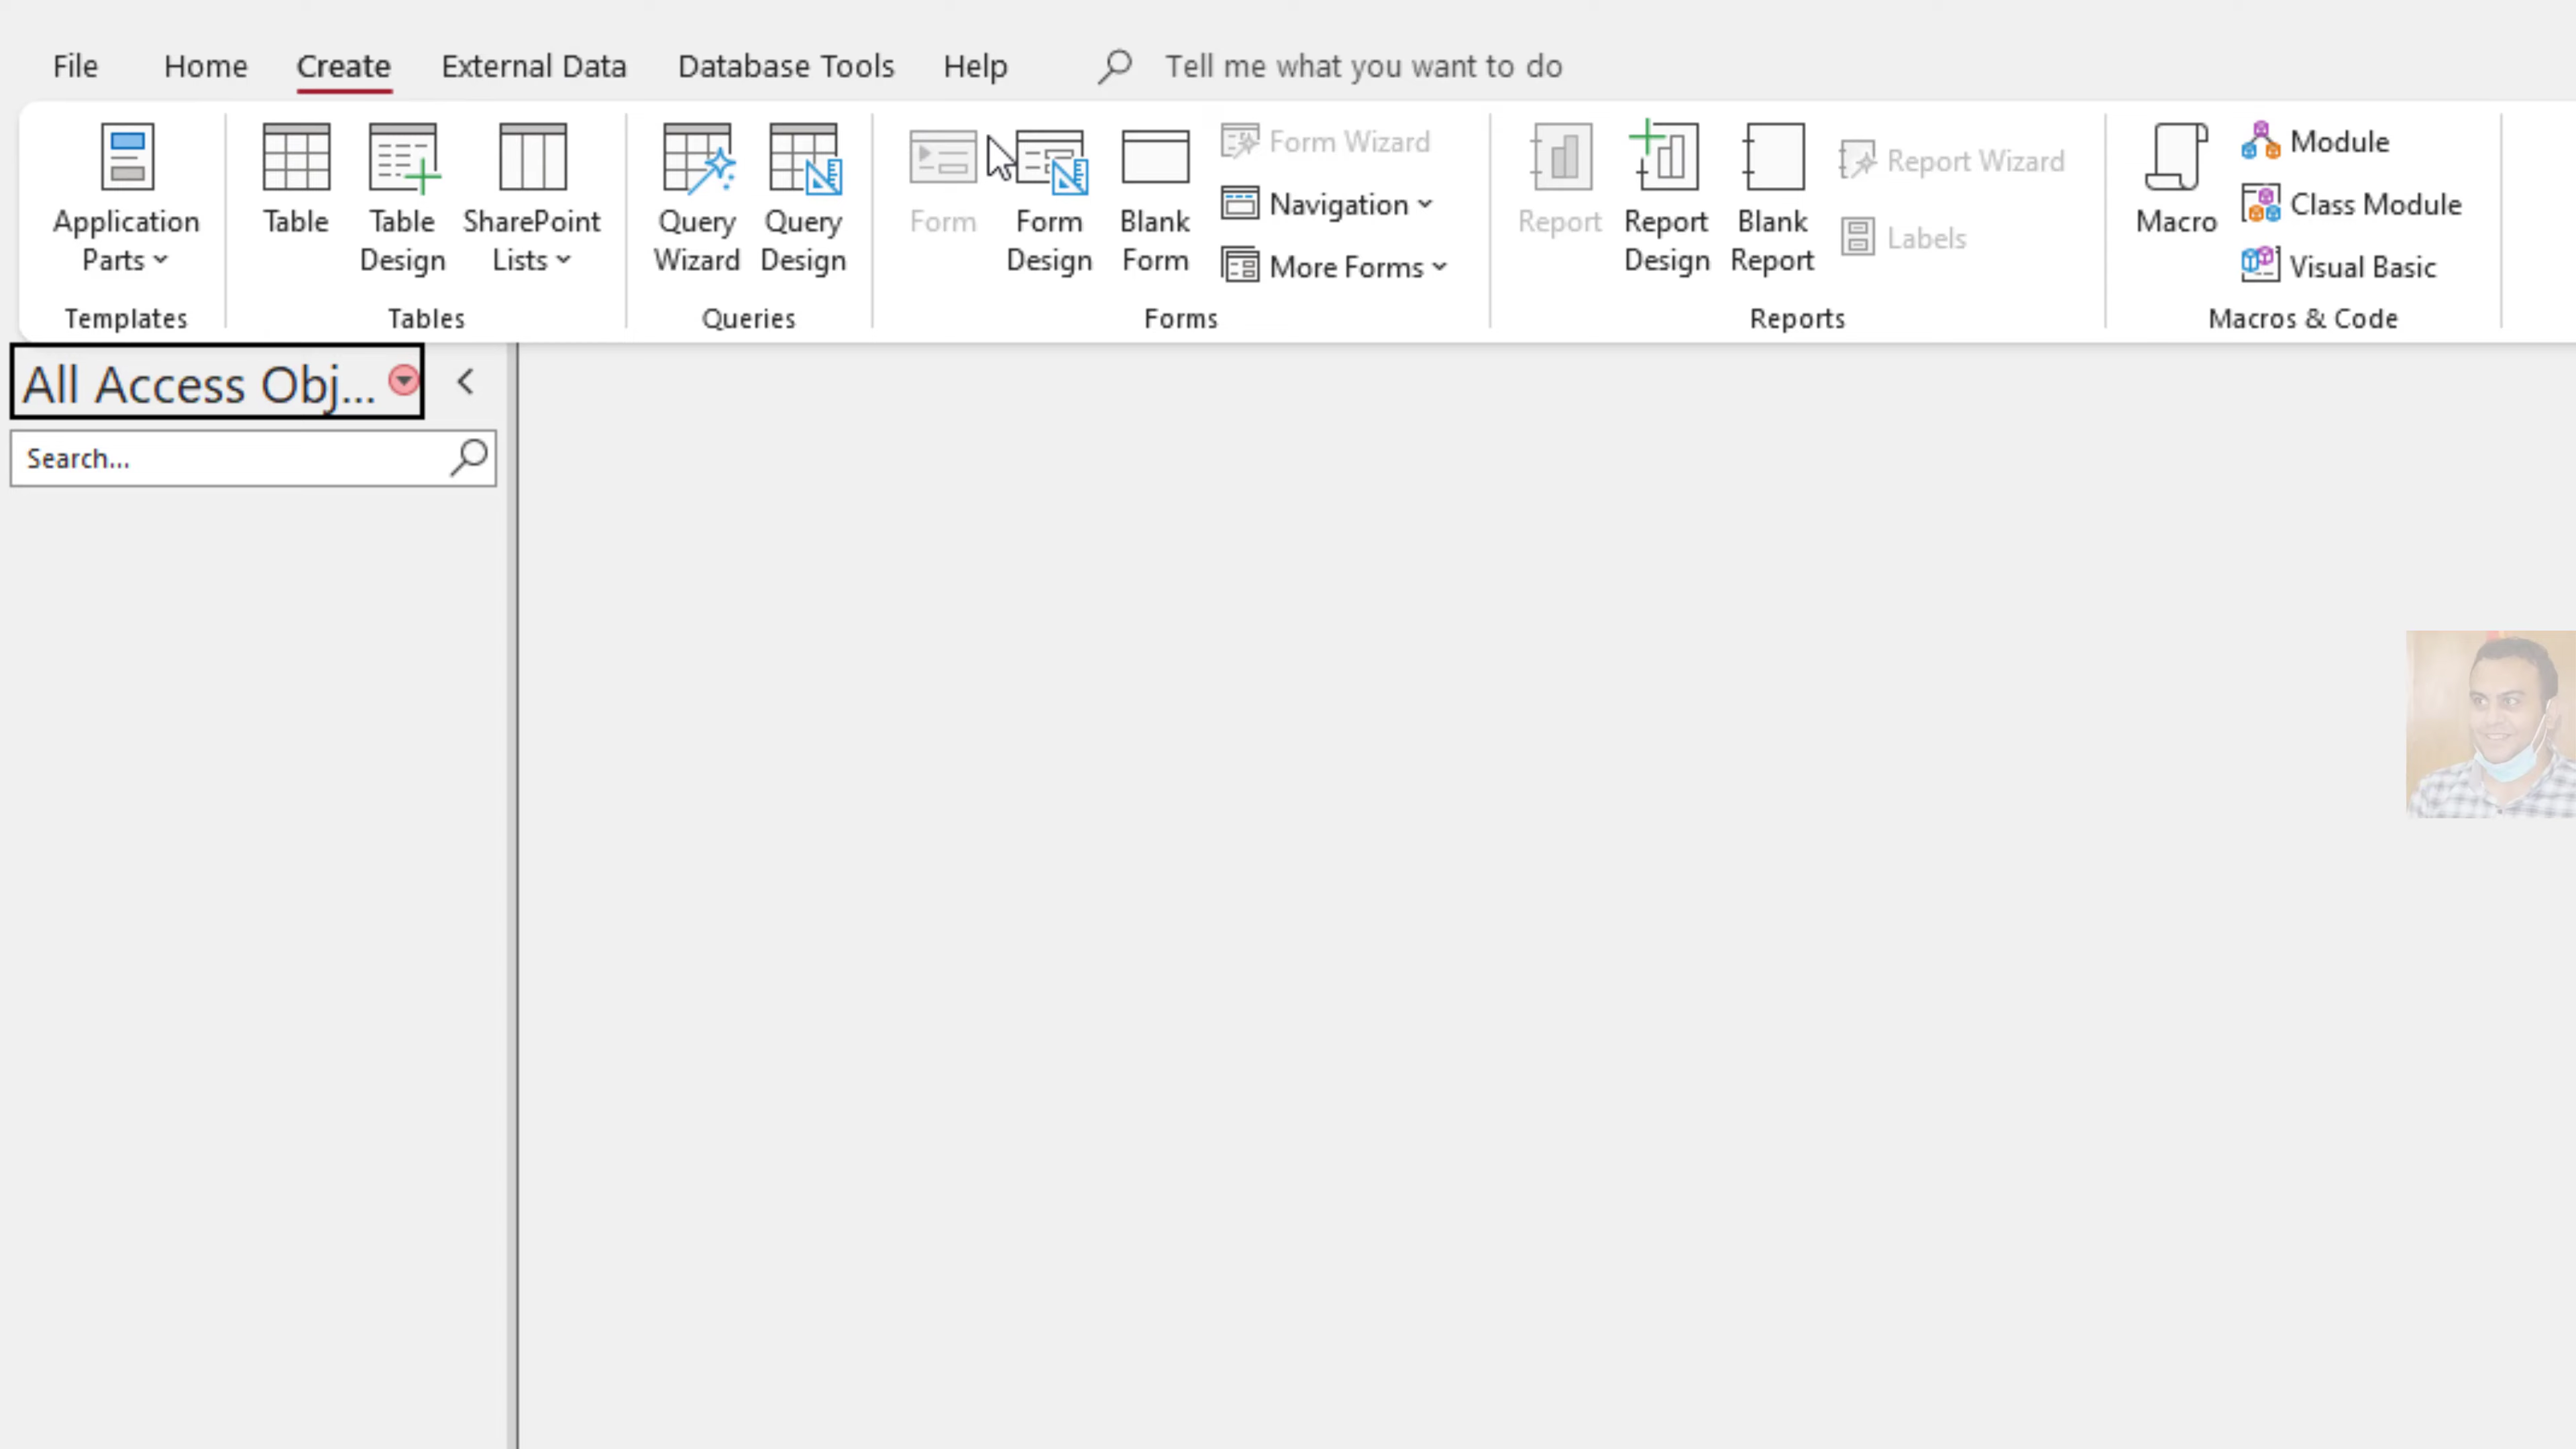 File Home Create External Data Database Tools Help Tell me what you want to do
Application
Parts
Templates
Table
Table
Design
SharePoint
Lists
Tables
Query
Wizard
Query
Design
Queries
Form
Form
Design
Blank
Form
Form Wizard
Navigation
More Forms
Forms
Report
Report
Design
Blank
Report
Report Wizard
Labels
Reports
Macro
Module
Class Module
Visual Basic
Macros & Code
All Access Obj...
Search...